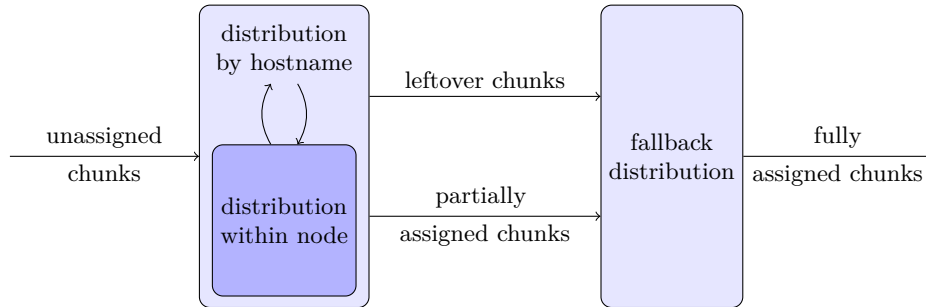 unassigned
chunks
distribution
by hostname
distribution
within node
leftover chunks
partially
assigned chunks
fallback
distribution
fully
assigned chunks